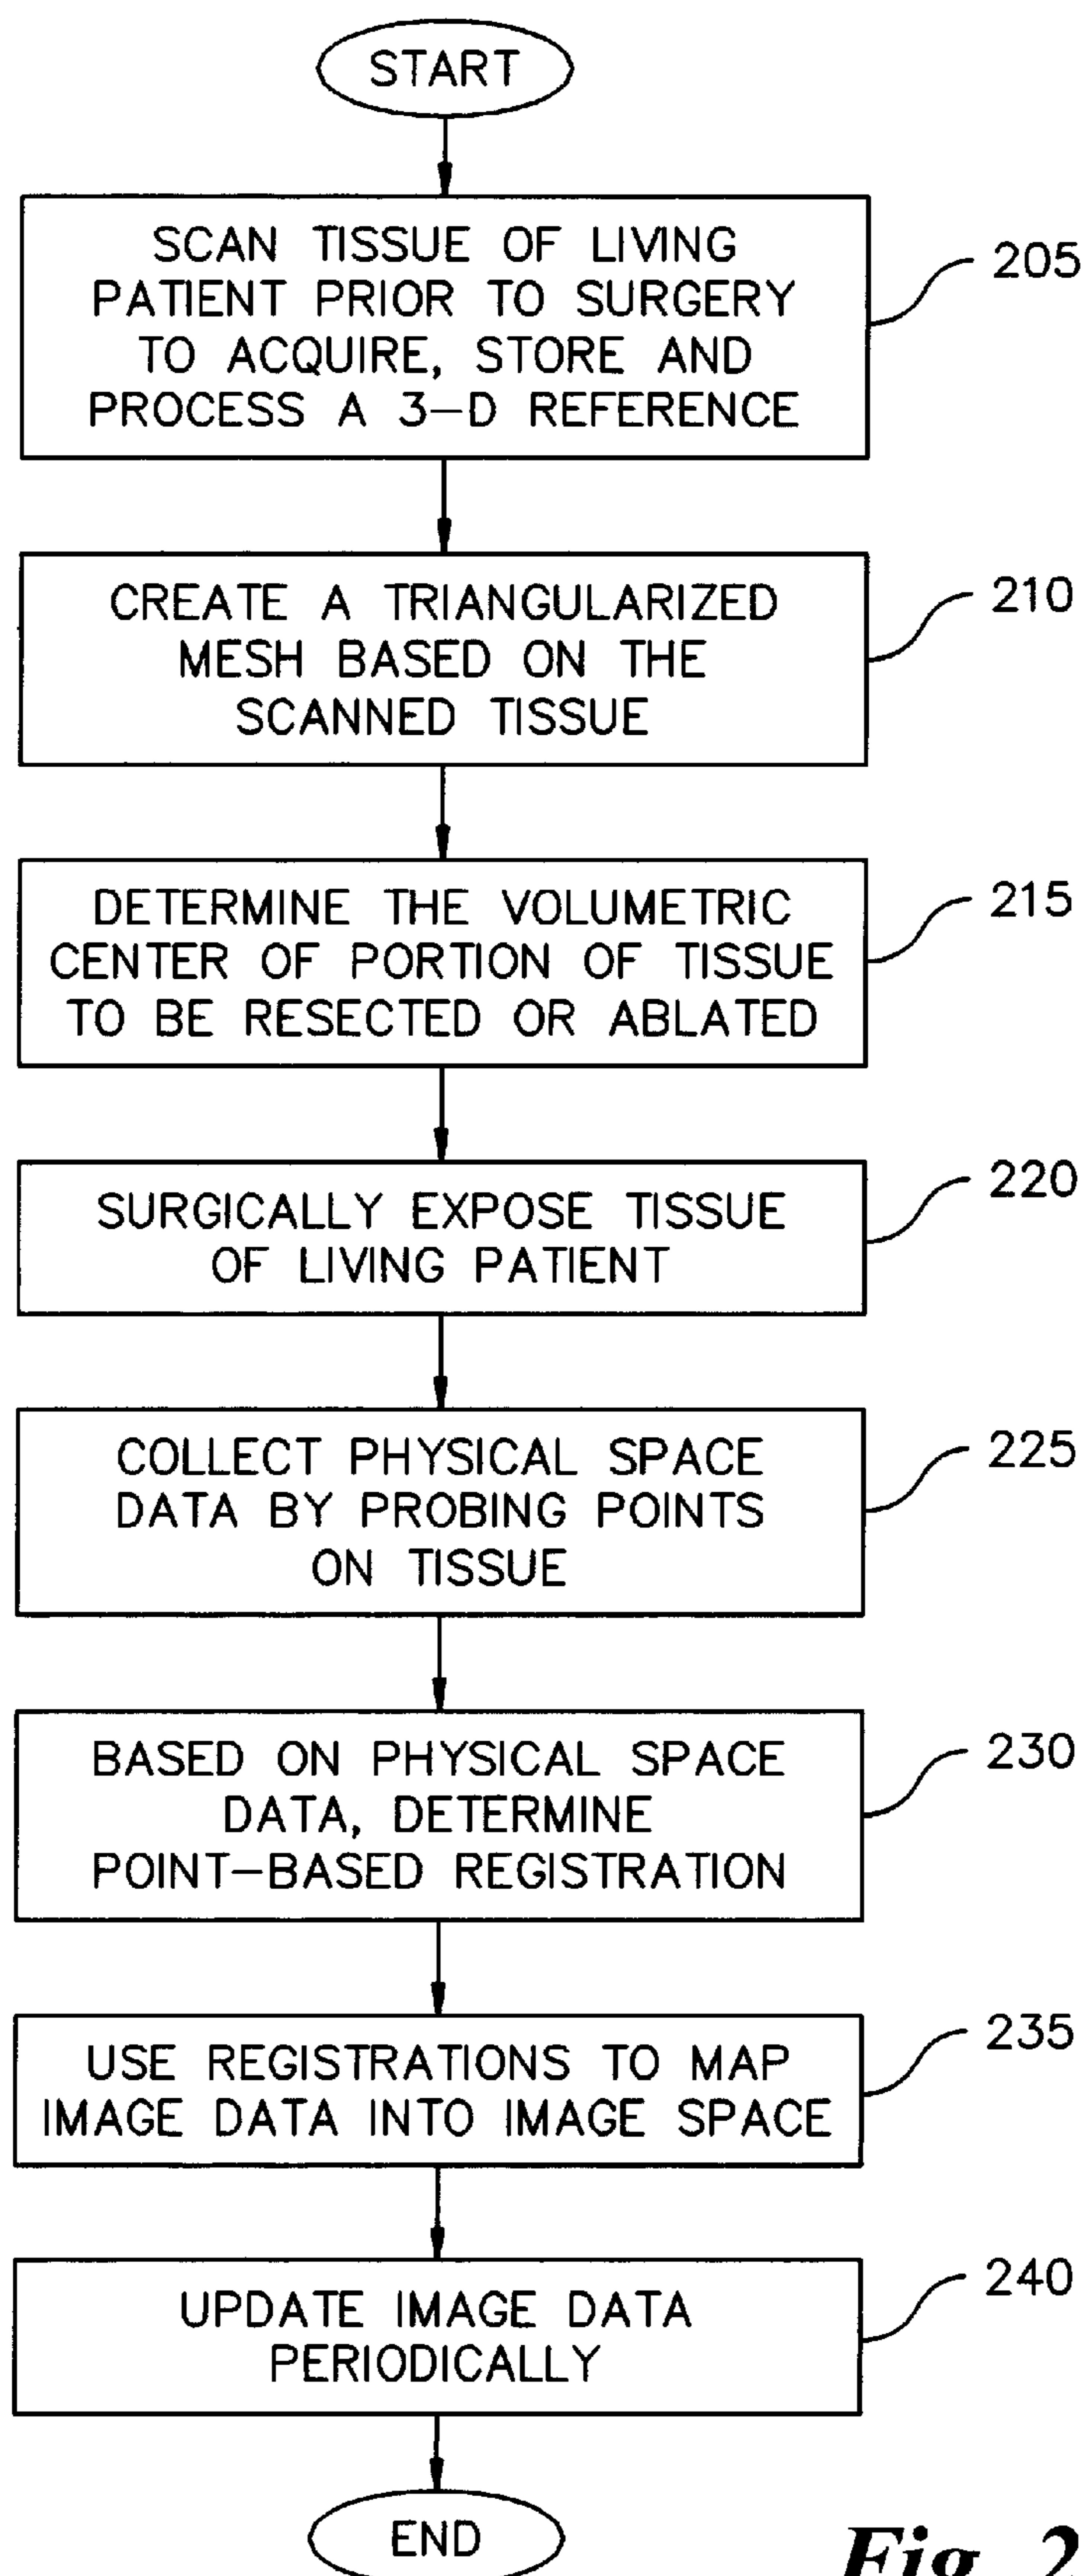 START
SCAN TISSUE OF LIVING
PATIENT PRIOR TO SURGERY
TO ACQUIRE, STORE AND
PROCESS A 3-D REFERENCE
205
CREATE A TRIANGULARIZED
MESH BASED ON THE
SCANNED TISSUE
210
DETERMINE THE VOLUMETRIC
CENTER OF PORTION OF TISSUE
TO BE RESECTED OR ABLATED
215
SURGICALLY EXPOSE TISSUE
OF LIVING PATIENT
220
COLLECT PHYSICAL SPACE
DATA BY PROBING POINTS
ON TISSUE
225
BASED ON PHYSICAL SPACE
DATA, DETERMINE
POINT-BASED REGISTRATION
230
USE REGISTRATIONS TO MAP
IMAGE DATA INTO IMAGE SPACE
235
UPDATE IMAGE DATA
PERIODICALLY
240
END
Fig. 2